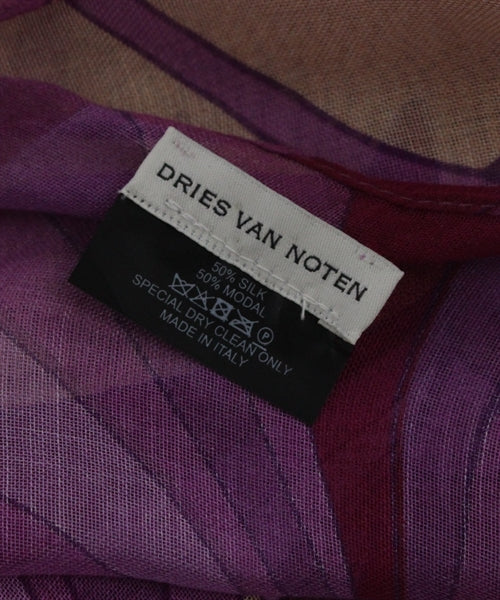 DRIES VAN NOTEN
50% SILK
50% MODAL
P
SPECIAL DRY CLEAN ONLY
MADE IN ITALY